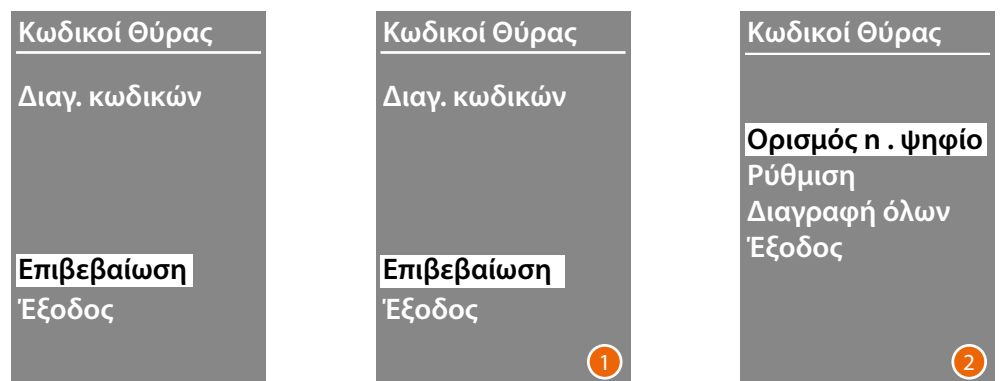 Κωδικοί Θύρας
Διαγ. κωδικών
Επιβεβαίωση
Έξοδος
Κωδικοί Θύρας
Διαγ. κωδικών
Επιβεβαίωση
Έξοδος
1
Κωδικοί Θύρας
Ορισμός n . ψηφίο
Ρύθμιση
Διαγραφή όλων
Έξοδος
2